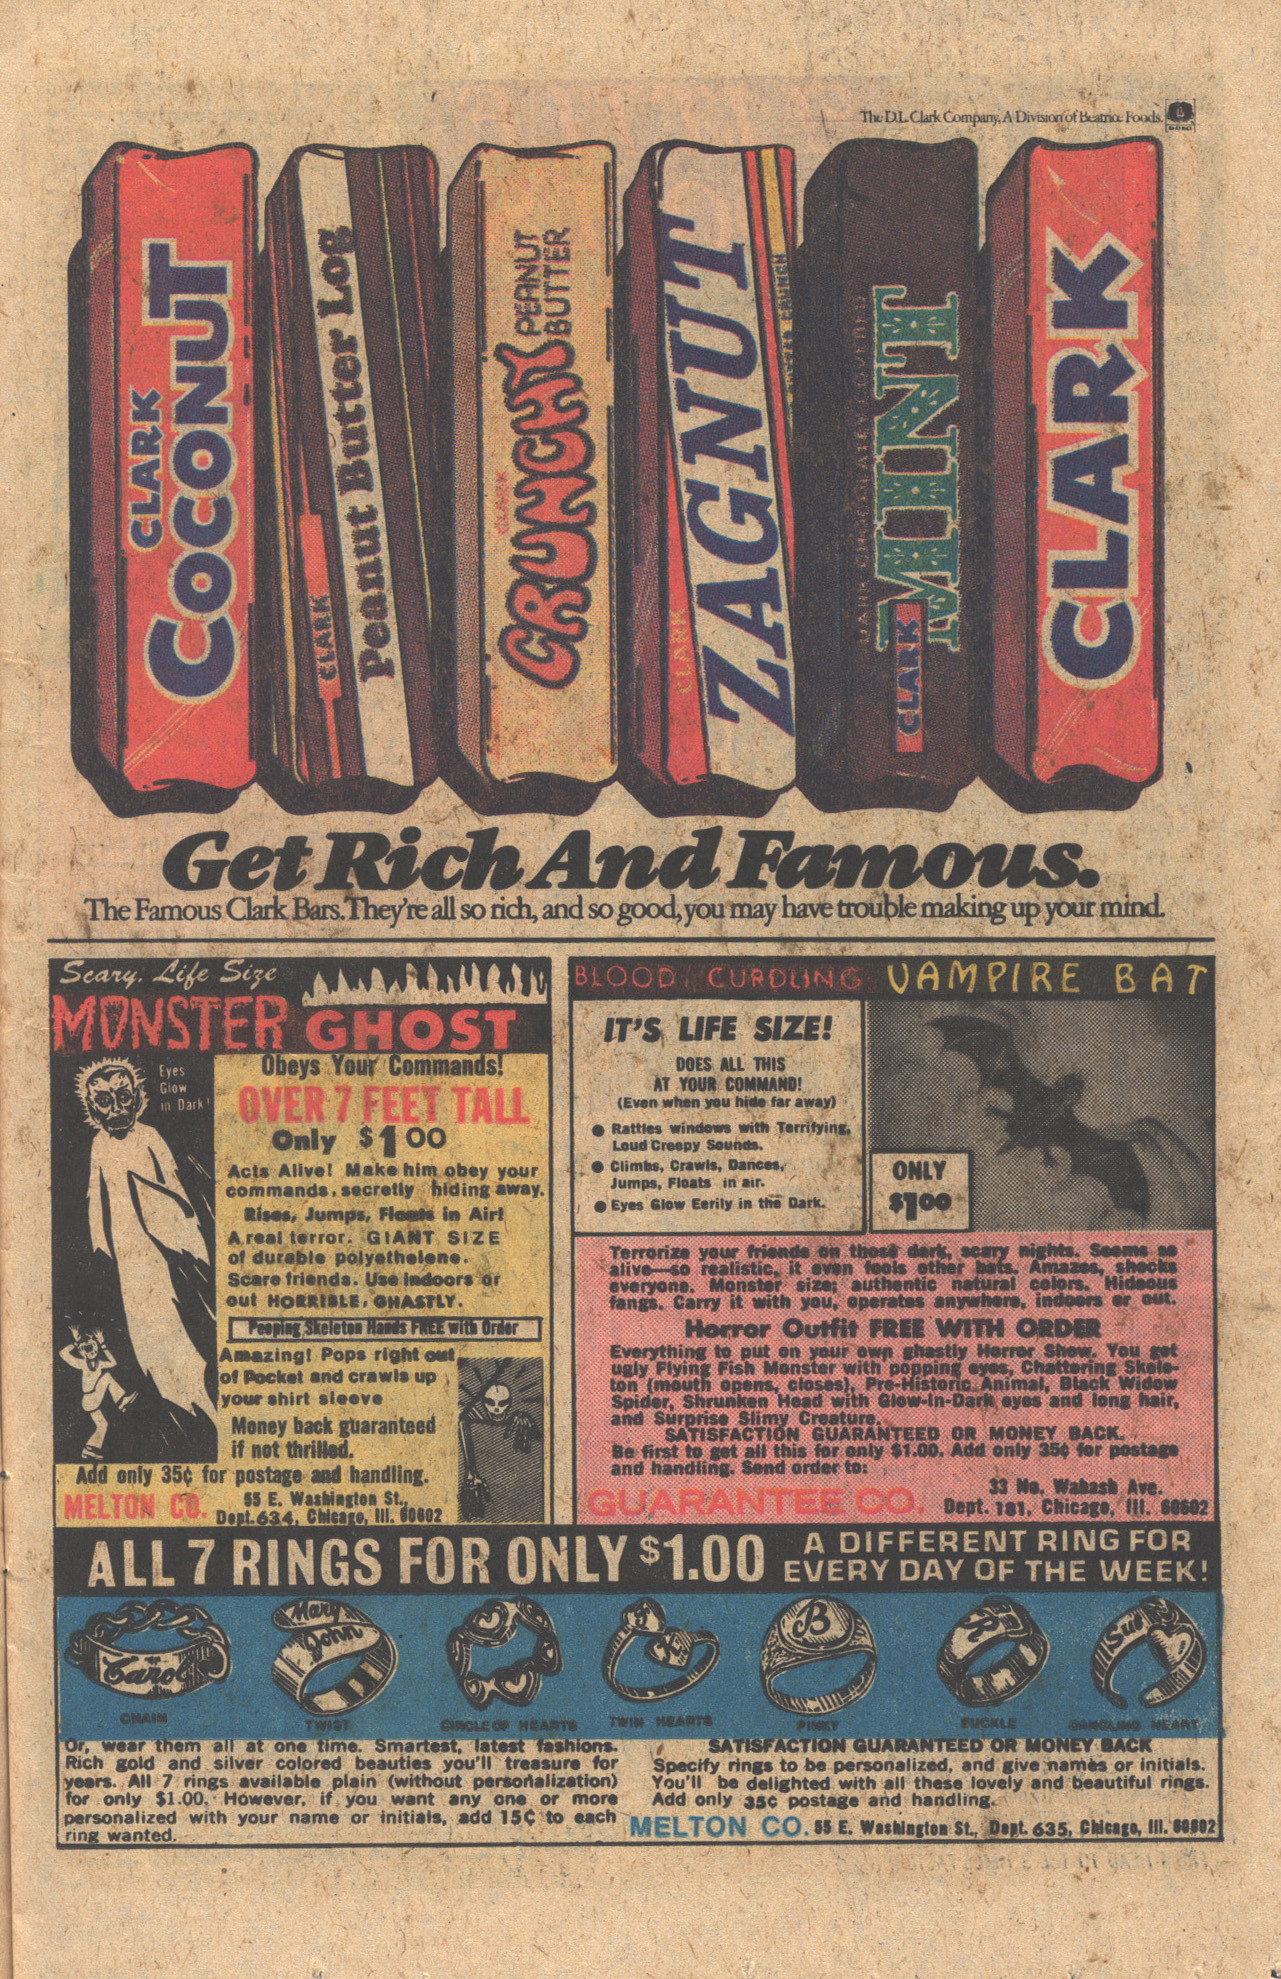 The D.L. Clark Company, A Division of Beatrice Foods.
CLARK
COCONUT
CLARK
Peanut Butter Log
CLARK
CRUNCHY
PEANUT
BUTTER
CLARK
ZAGNUT
CLARK
MINT
CLARK
Get Rich And Famous.
The Famous Clark Bars. They're all so rich, and so good, you may have trouble making up your mind.
Scary, Life Size
MONSTER GHOST
Eyes
Glow
in Dark!
Obeys Your Commands!
OVER 7 FEET TALL
Only $1.00
Acts Alive! Make him obey your
commands, secretly hiding away.
Rises, Jumps, Floats in Air!
A real terror. GIANT SIZE
of durable polyethelene.
Scare friends. Use indoors or
out HORRIBLE, GHASTLY.
Peeping Skeleton Hands FREE with Order
Amazing! Pops right out
of Pocket and crawls up
your shirt sleeve
Money back guaranteed
if not thrilled.
Add only 35¢ for postage and handling.
MELTON CO. 55 E. Washington St.,
Dept. 634, Chicago, Ill. 60602
BLOOD CURDLING VAMPIRE BAT
IT'S LIFE SIZE!
DOES ALL THIS
AT YOUR COMMAND!
(Even when you hide far away)
● Rattles windows with Terrifying,
Loud Creepy Sounds.
● Climbs, Crawls, Dances,
Jumps, Floats in air.
● Eyes Glow Eerily in the Dark.
ONLY
$1.00
Terrorize your friends on those dark, scary nights. Seems so
alive—so realistic, it even fools other bats. Amazes, shocks
everyone. Monster size; authentic natural colors. Hideous
fangs. Carry it with you, operates anywhere, indoors or out.
Horror Outfit FREE WITH ORDER
Everything to put on your own ghastly Horror Show. You get
ugly Flying Fish Monster with popping eyes, Chattering Skele-
ton (mouth opens, closes), Pre-Historic Animal, Black Widow
Spider, Shrunken Head with Glow-In-Dark eyes and long hair,
and Surprise Slimy Creature.
SATISFACTION GUARANTEED OR MONEY BACK.
Be first to get all this for only $1.00. Add only 35¢ for postage
and handling. Send order to:
GUARANTEE CO. 33 No. Wabash Ave.
Dept. 181, Chicago, Ill. 60602
ALL 7 RINGS FOR ONLY $1.00 A DIFFERENT RING FOR
EVERY DAY OF THE WEEK!
Carol
Mary
John
B
R
Sue
CHAIN
TWIST
CIRCLE OF HEARTS
TWIN HEARTS
PINKY
BUCKLE
DANGLING HEART
Or, wear them all at one time. Smartest, latest fashions.
Rich gold and silver colored beauties you'll treasure for
years. All 7 rings available plain (without personalization)
for only $1.00. However, if you want any one or more
personalized with your name or initials, add 15¢ to each
ring wanted.
SATISFACTION GUARANTEED OR MONEY BACK
Specify rings to be personalized, and give names or initials.
You'll be delighted with all these lovely and beautiful rings.
Add only 35¢ postage and handling.
MELTON CO. 55 E. Washington St., Dept. 635, Chicago, Ill. 60602